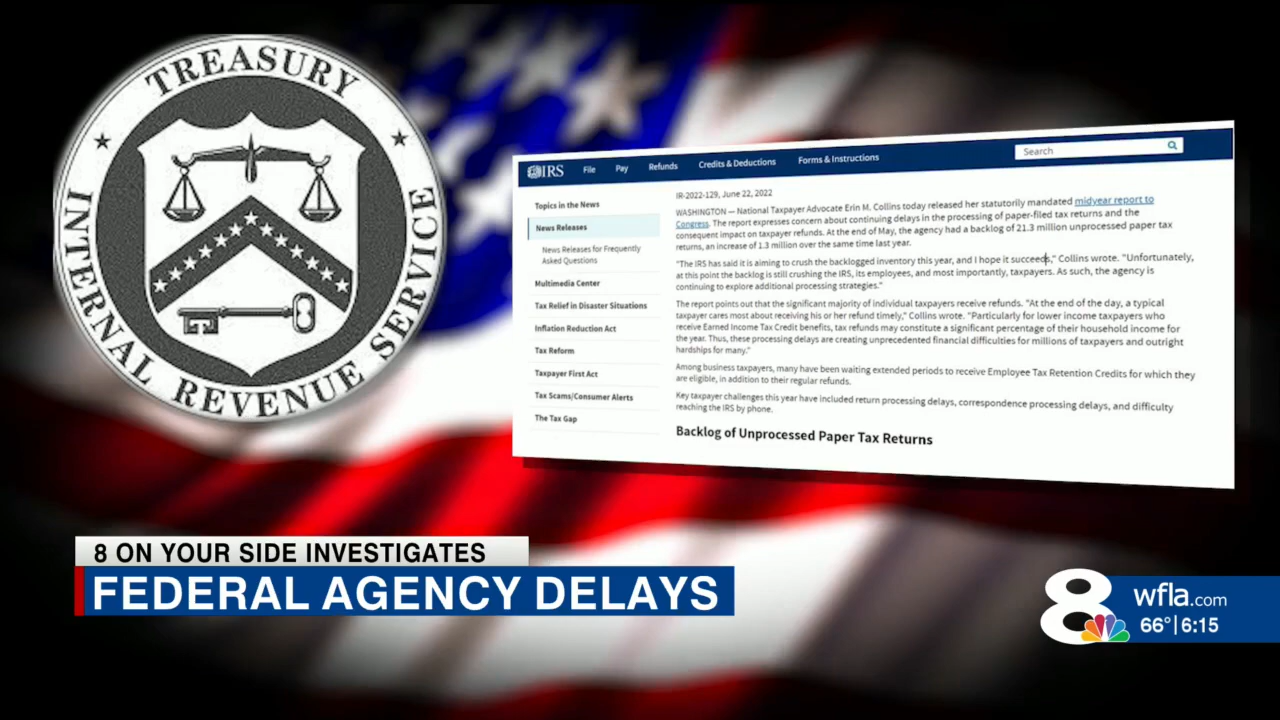 TREASURY
INTERNAL REVENUE SERVICE
IRS File Pay Refunds Credits & Deductions Forms & Instructions Search
Topics in the News
News Releases
News Releases for Frequently
Asked Questions
Multimedia Center
Tax Relief in Disaster Situations
Inflation Reduction Act
Tax Reform
Taxpayer First Act
Tax Scams/Consumer Alerts
The Tax Gap
IR-2022-129, June 22, 2022
WASHINGTON — National Taxpayer Advocate Erin M. Collins today released her statutorily mandated midyear report to
Congress. The report expresses concern about continuing delays in the processing of paper-filed tax returns and the
consequent impact on taxpayer refunds. At the end of May, the agency had a backlog of 21.3 million unprocessed paper tax
returns, an increase of 1.3 million over the same time last year.
"The IRS has said it is aiming to crush the backlogged inventory this year, and I hope it succeeds," Collins wrote. "Unfortunately,
at this point the backlog is still crushing the IRS, its employees, and most importantly, taxpayers. As such, the agency is
continuing to explore additional processing strategies."
The report points out that the significant majority of individual taxpayers receive refunds. "At the end of the day, a typical
taxpayer cares most about receiving his or her refund timely," Collins wrote. "Particularly for lower income taxpayers who
receive Earned Income Tax Credit benefits, tax refunds may constitute a significant percentage of their household income for
the year. Thus, these processing delays are creating unprecedented financial difficulties for millions of taxpayers and outright
hardships for many."
Among business taxpayers, many have been waiting extended periods to receive Employee Tax Retention Credits for which they
are eligible, in addition to their regular refunds.
Key taxpayer challenges this year have included return processing delays, correspondence processing delays, and difficulty
reaching the IRS by phone.
Backlog of Unprocessed Paper Tax Returns
8 ON YOUR SIDE INVESTIGATES
FEDERAL AGENCY DELAYS
8 wfla.com
66° | 6:15